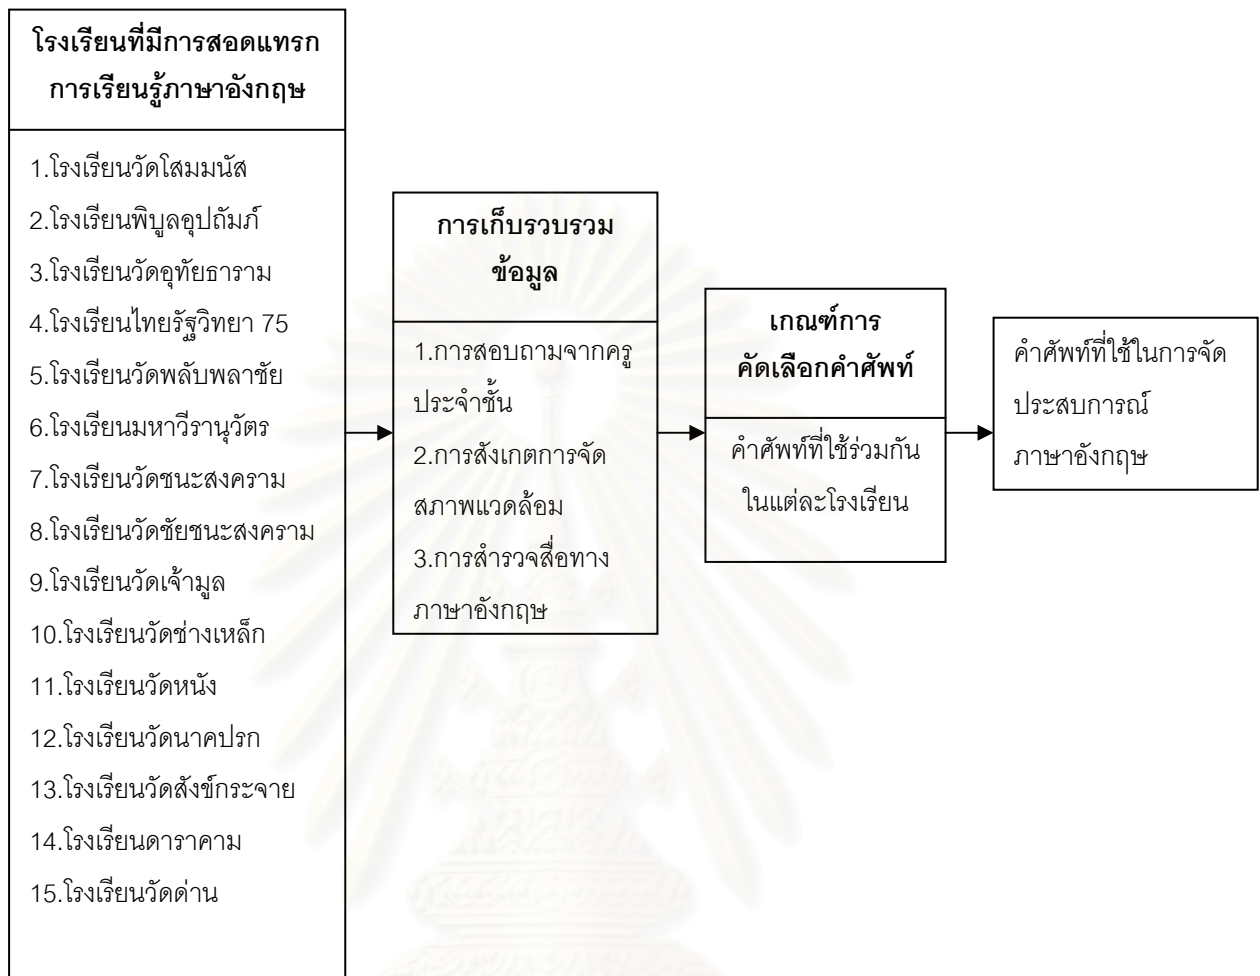 โรงเรียนที่มีการสอดแทรก
การเรียนรู้ภาษาอังกฤษ
1.โรงเรียนวัดโสมมนัส
2.โรงเรียนพิบูลอุปถัมภ์
3.โรงเรียนวัดอุทัยธาราม
4.โรงเรียนไทยรัฐวิทยา 75
5.โรงเรียนวัดพลับพลาชัย
6.โรงเรียนมหาวีรานุวัตร
7.โรงเรียนวัดชนะสงคราม
8.โรงเรียนวัดชัยชนะสงคราม
9.โรงเรียนวัดเจ้ามูล
10.โรงเรียนวัดช่างเหล็ก
11.โรงเรียนวัดหนัง
12.โรงเรียนวัดนาคปรก
13.โรงเรียนวัดสังข์กระจาย
14.โรงเรียนดาราคาม
15.โรงเรียนวัดด่าน
การเก็บรวบรวม
ข้อมูล
1.การสอบถามจากครู
ประจำชั้น
2.การสังเกตการจัด
สภาพแวดล้อม
3.การสำรวจสื่อทาง
ภาษาอังกฤษ
เกณฑ์การ
คัดเลือกคำศัพท์
คำศัพท์ที่ใช้ร่วมกัน
ในแต่ละโรงเรียน
คำศัพท์ที่ใช้ในการจัด
ประสบการณ์
ภาษาอังกฤษ